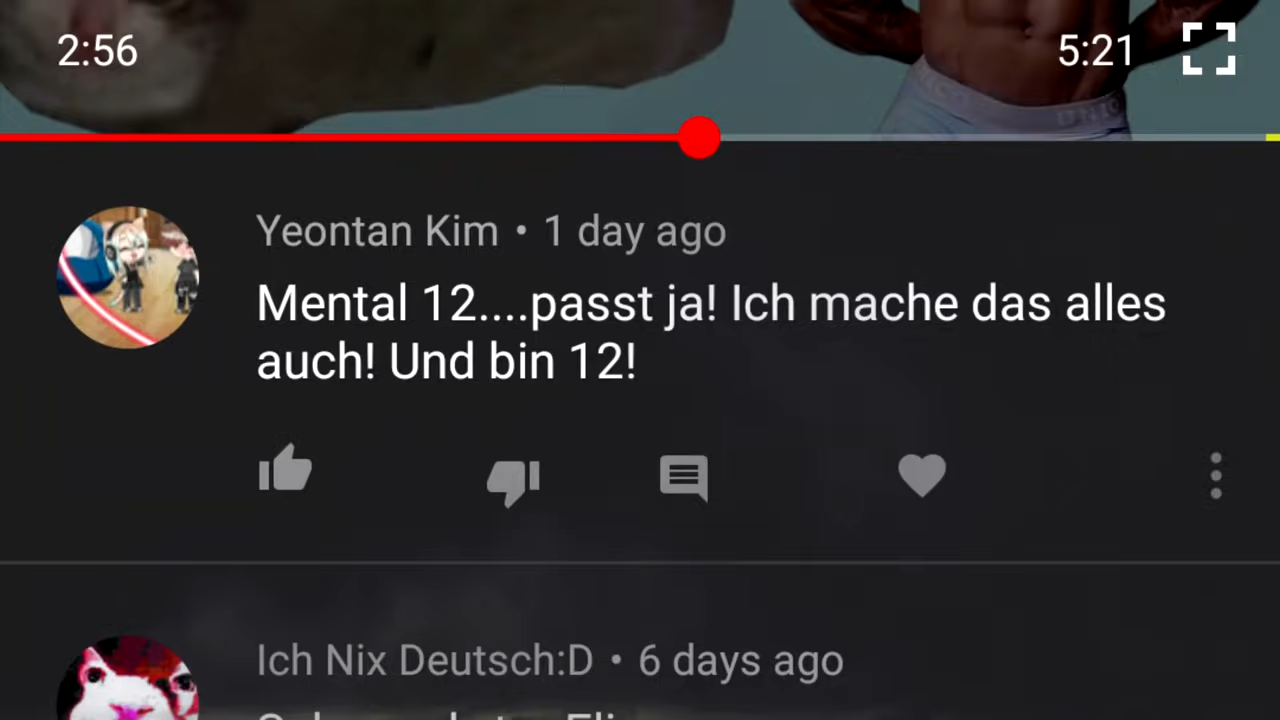 2:56
5:21
Yeontan Kim • 1 day ago
Mental 12....passt ja! Ich mache das alles
auch! Und bin 12!
Ich Nix Deutsch:D • 6 days ago